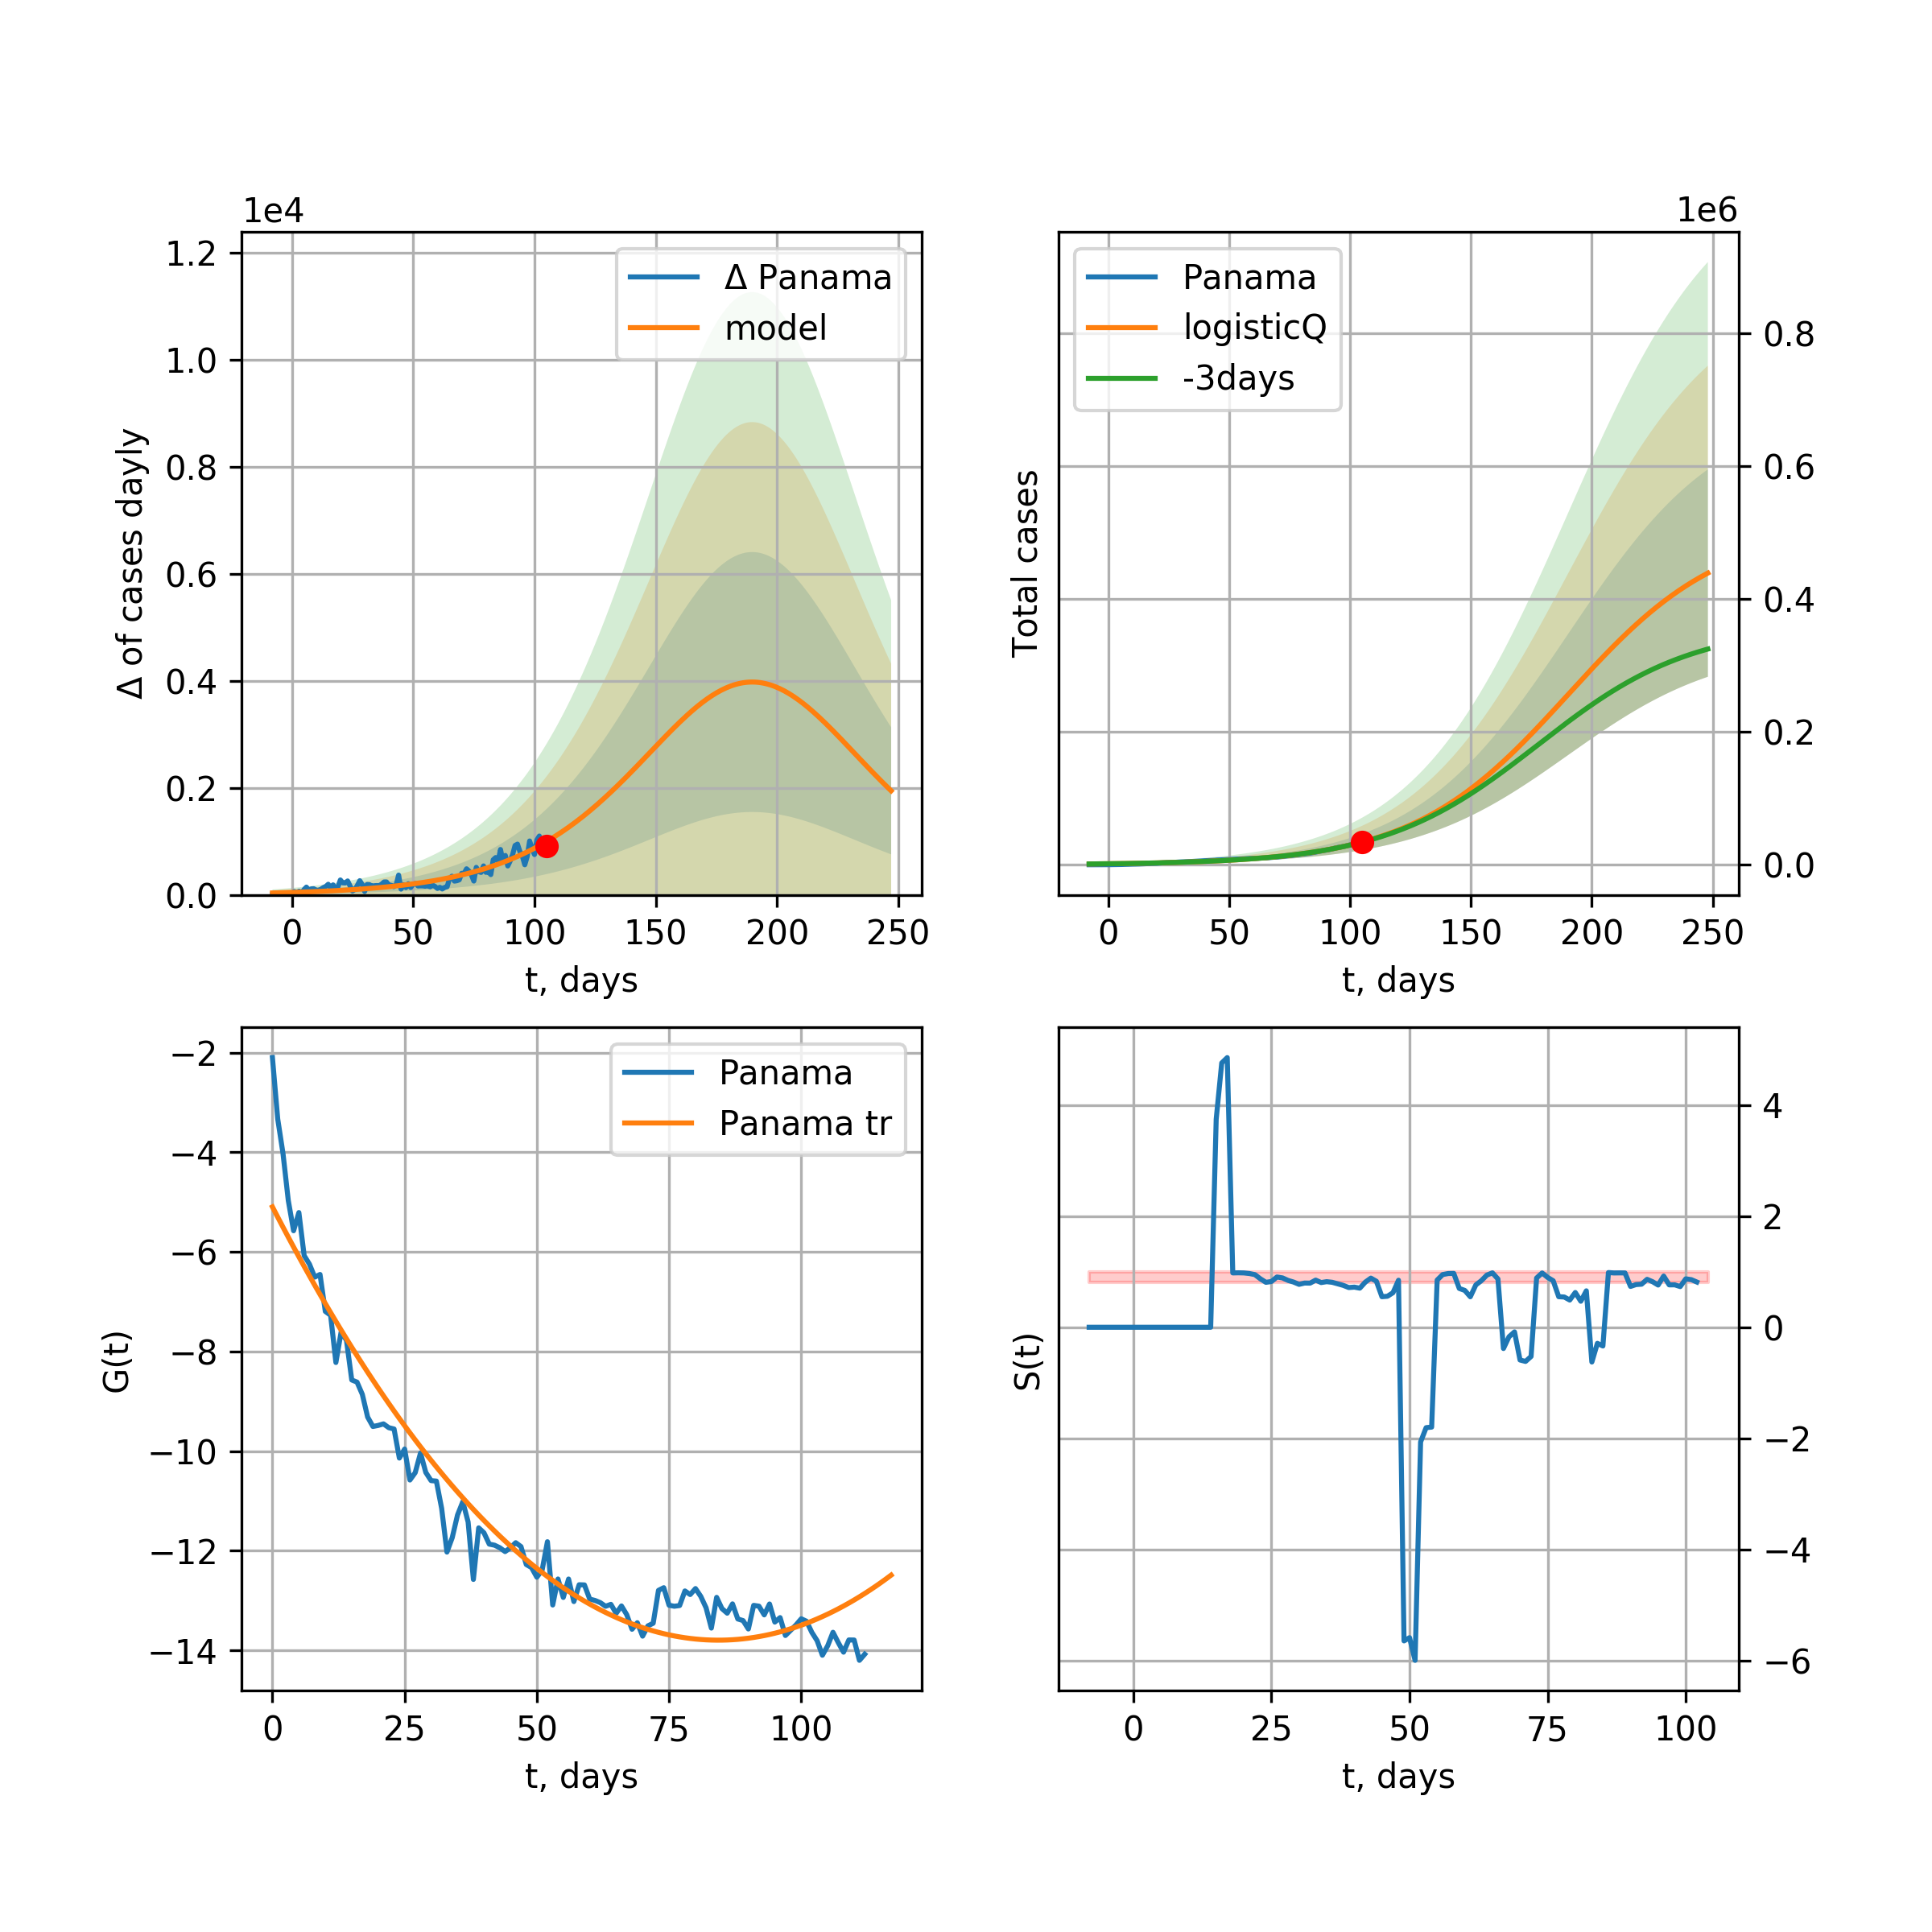 1e4
1.2
1.0
0.8
0.6
0.4
0.2
0.0
Δ of cases dayly
Δ Panama
model
0
50
100
150
200
250
t, days
1e6
Panama
logisticQ
-3days
Total cases
0.8
0.6
0.4
0.2
0.0
0
50
100
150
200
250
t, days
−2
−4
−6
−8
−10
−12
−14
G(t)
Panama
Panama tr
0
25
50
75
100
t, days
S(t)
4
2
0
−2
−4
−6
0
25
50
75
100
t, days